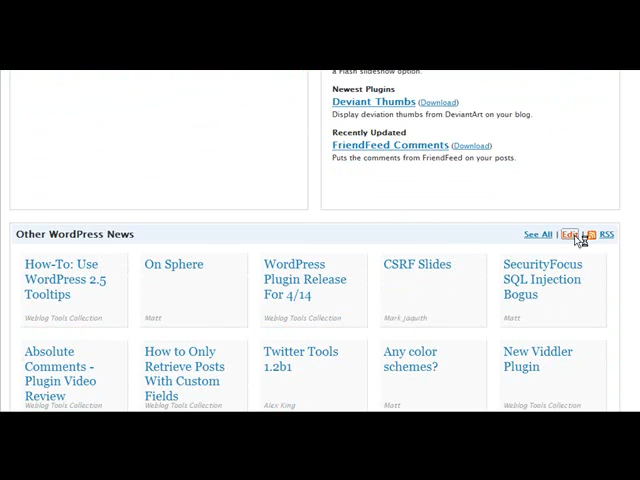 a Flash slideshow option.
Newest Plugins
Deviant Thumbs (Download)
Display deviation thumbs from DeviantArt on your blog.
Recently Updated
FriendFeed Comments (Download)
Puts the comments from FriendFeed on your posts.
Other WordPress News
See All | Edit | RSS
How-To: Use
WordPress 2.5
Tooltips
Weblog Tools Collection
On Sphere
Matt
WordPress
Plugin Release
For 4/14
Weblog Tools Collection
CSRF Slides
Mark Jaquith
SecurityFocus
SQL Injection
Bogus
Matt
Absolute
Comments -
Plugin Video
Review
Weblog Tools Collection
How to Only
Retrieve Posts
With Custom
Fields
Weblog Tools Collection
Twitter Tools
1.2b1
Alex King
Any color
schemes?
Matt
New Viddler
Plugin
Weblog Tools Collection